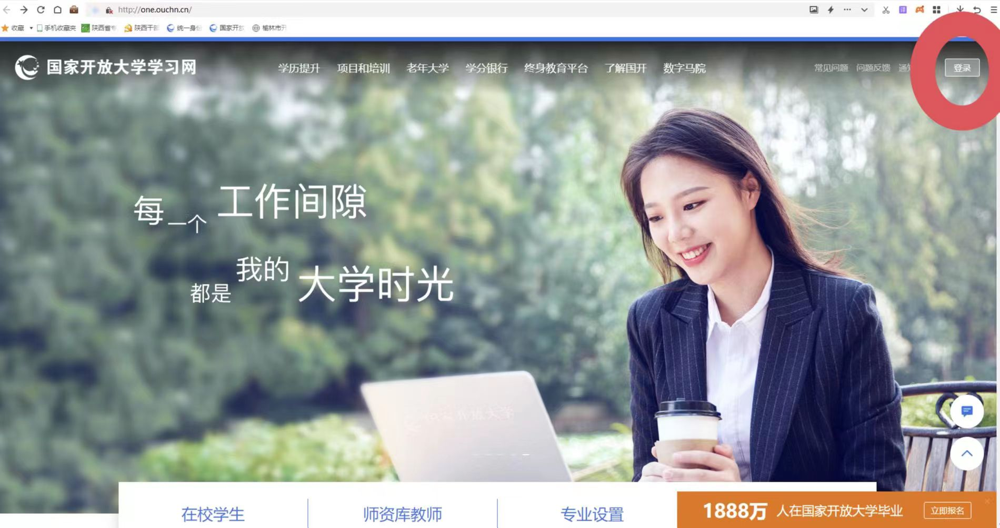 http://one.ouchn.cn/
收藏 手机收藏夹 陕西省 陕西干部 统一身份 国家开放 榆林市开
国家开放大学学习网 学历提升 项目和培训 老年大学 学分银行 终身教育平台 了解国开 数字马院 常见问题 问题反馈 通知 登录
每一个工作间隙
都是我的大学时光
在校学生 师资库教师 专业设置 1888万 人在国家开放大学毕业 立即报名